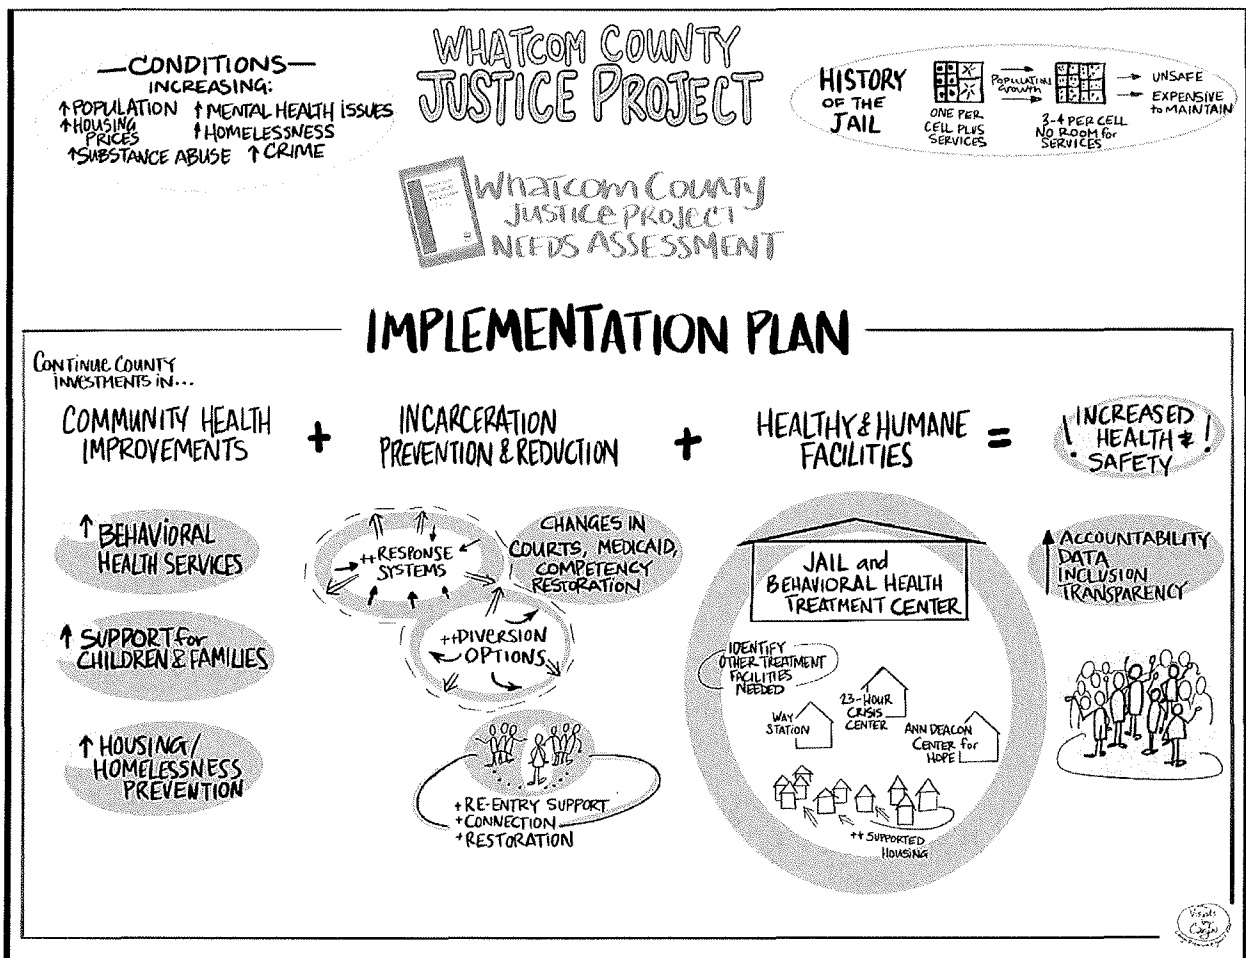 WHATCOM COUNTY
JUSTICE PROJECT
—CONDITIONS—
INCREASING:
↑POPULATION ↑MENTAL HEALTH ISSUES
↑HOUSING
PRICES
↑HOMELESSNESS
↑SUBSTANCE ABUSE ↑CRIME
HISTORY
OF THE
JAIL
ONE PER
CELL PLUS
SERVICES
POPULATION
Growth
3-4 PER CELL
NO ROOM for
SERVICES
UNSAFE
EXPENSIVE
to MAINTAIN
WHATCOM COUNTY
JUSTICE PROJECT
NEEDS ASSESSMENT
IMPLEMENTATION PLAN
CONTINUE COUNTY
INVESTMENTS IN...
COMMUNITY HEALTH
IMPROVEMENTS
+
INCARCERATION
PREVENTION & REDUCTION
+
HEALTHY & HUMANE
FACILITIES
=
! INCREASED !
HEALTH &
SAFETY
↑ BEHAVIORAL
HEALTH SERVICES
↑ SUPPORT for
CHILDREN & FAMILIES
↑ HOUSING/
HOMELESSNESS
PREVENTION
++RESPONSE
SYSTEMS
CHANGES IN
COURTS, MEDICAID,
COMPETENCY
RESTORATION
++DIVERSION
OPTIONS
+RE-ENTRY SUPPORT
+CONNECTION
+RESTORATION
JAIL and
BEHAVIORAL HEALTH
TREATMENT CENTER
IDENTIFY
OTHER TREATMENT
FACILITIES
NEEDED
WAY
STATION
23-HOUR
CRISIS
CENTER
ANN DEACON
CENTER for
HOPE
++ SUPPORTED
HOUSING
↑ ACCOUNTABILITY
DATA
INCLUSION
TRANSPARENCY
Visuals
by: